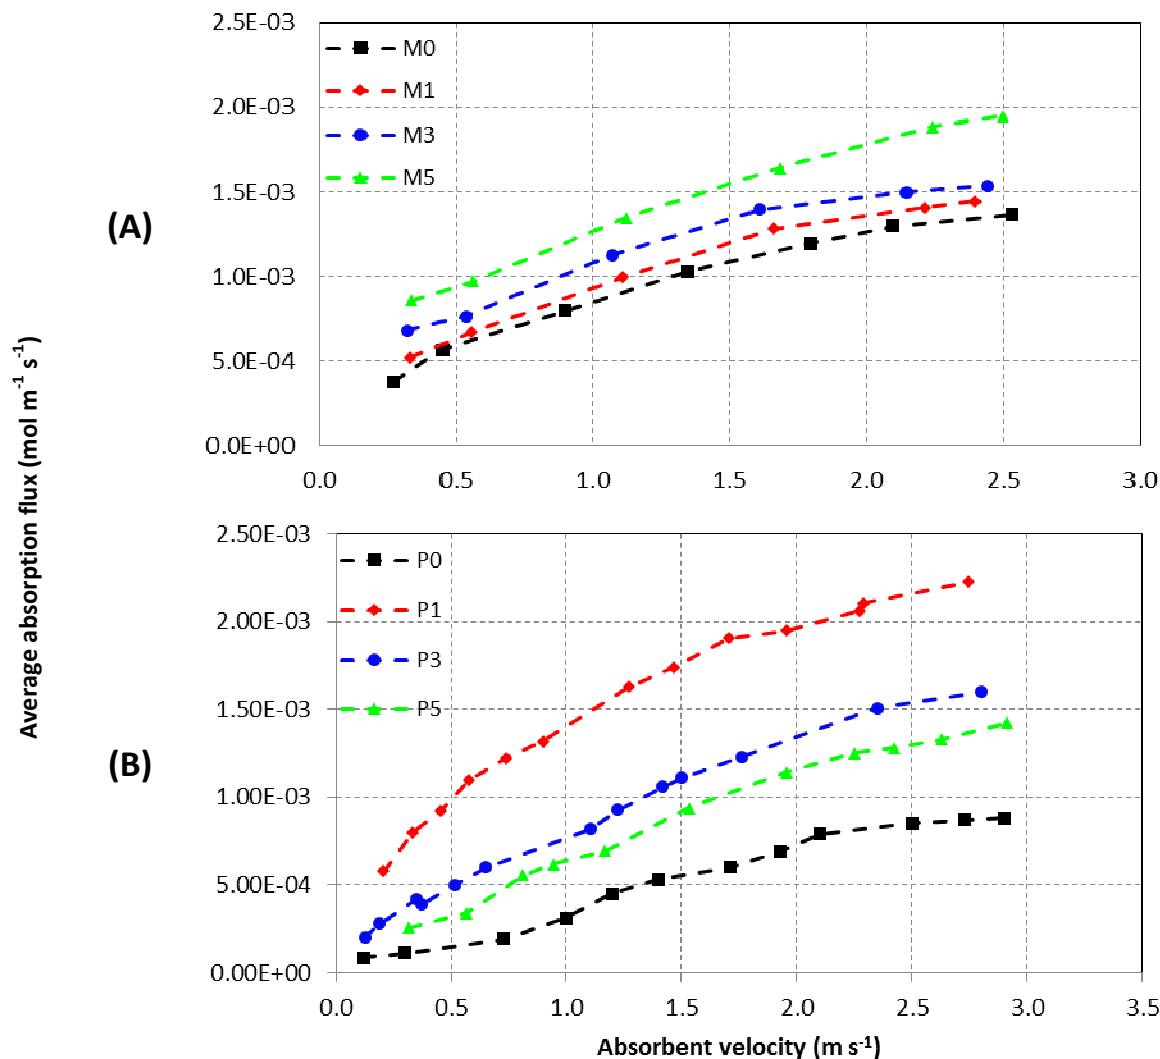 Average absorption flux (mol m⁻¹ s⁻¹)
(A)
2.5E-03
2.0E-03
1.5E-03
1.0E-03
5.0E-04
0.0E+00
M0
M1
M3
M5
0.0 0.5 1.0 1.5 2.0 2.5 3.0
(B)
2.50E-03
2.00E-03
1.50E-03
1.00E-03
5.00E-04
0.00E+00
P0
P1
P3
P5
0.0 0.5 1.0 1.5 2.0 2.5 3.0 3.5
Absorbent velocity (m s⁻¹)